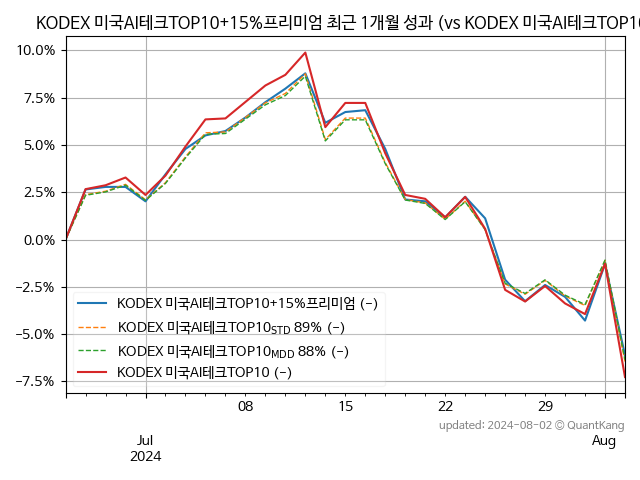 KODEX 미국AI테크TOP10+15%프리미엄 최근 1개월 성과 (vs KODEX 미국AI테크TOP10
10.0%
7.5%
5.0%
2.5%
0.0%
−2.5%
−5.0%
−7.5%
KODEX 미국AI테크TOP10+15%프리미엄 (-)
KODEX 미국AI테크TOP10STD 89% (-)
KODEX 미국AI테크TOP10MDD 88% (-)
KODEX 미국AI테크TOP10 (-)
08 15 22 29
updated: 2024-08-02 © QuantKang
Jul Aug
2024